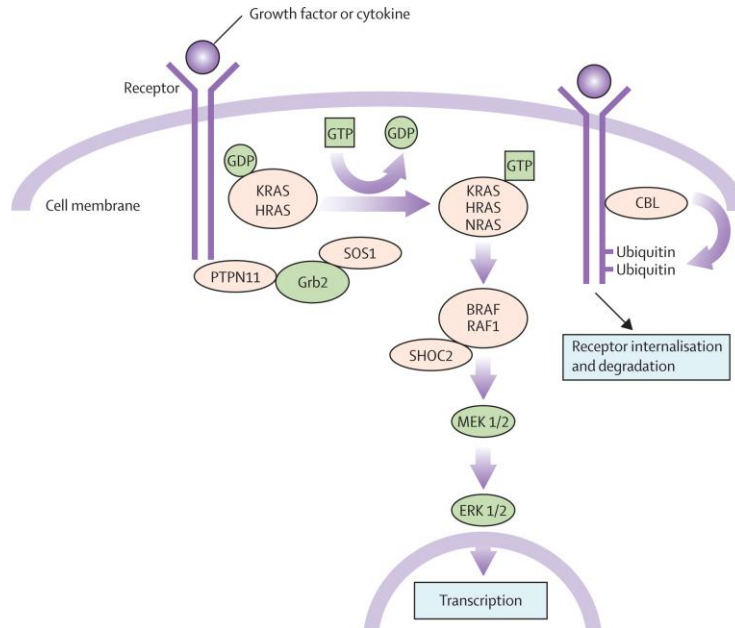 Growth factor or cytokine
Receptor
GTP
GDP
GDP
GTP
KRAS
HRAS
KRAS
HRAS
NRAS
CBL
Cell membrane
Ubiquitin
Ubiquitin
SOS1
PTPN11
Grb2
BRAF
RAF1
SHOC2
Receptor internalisation
and degradation
MEK 1/2
ERK 1/2
Transcription